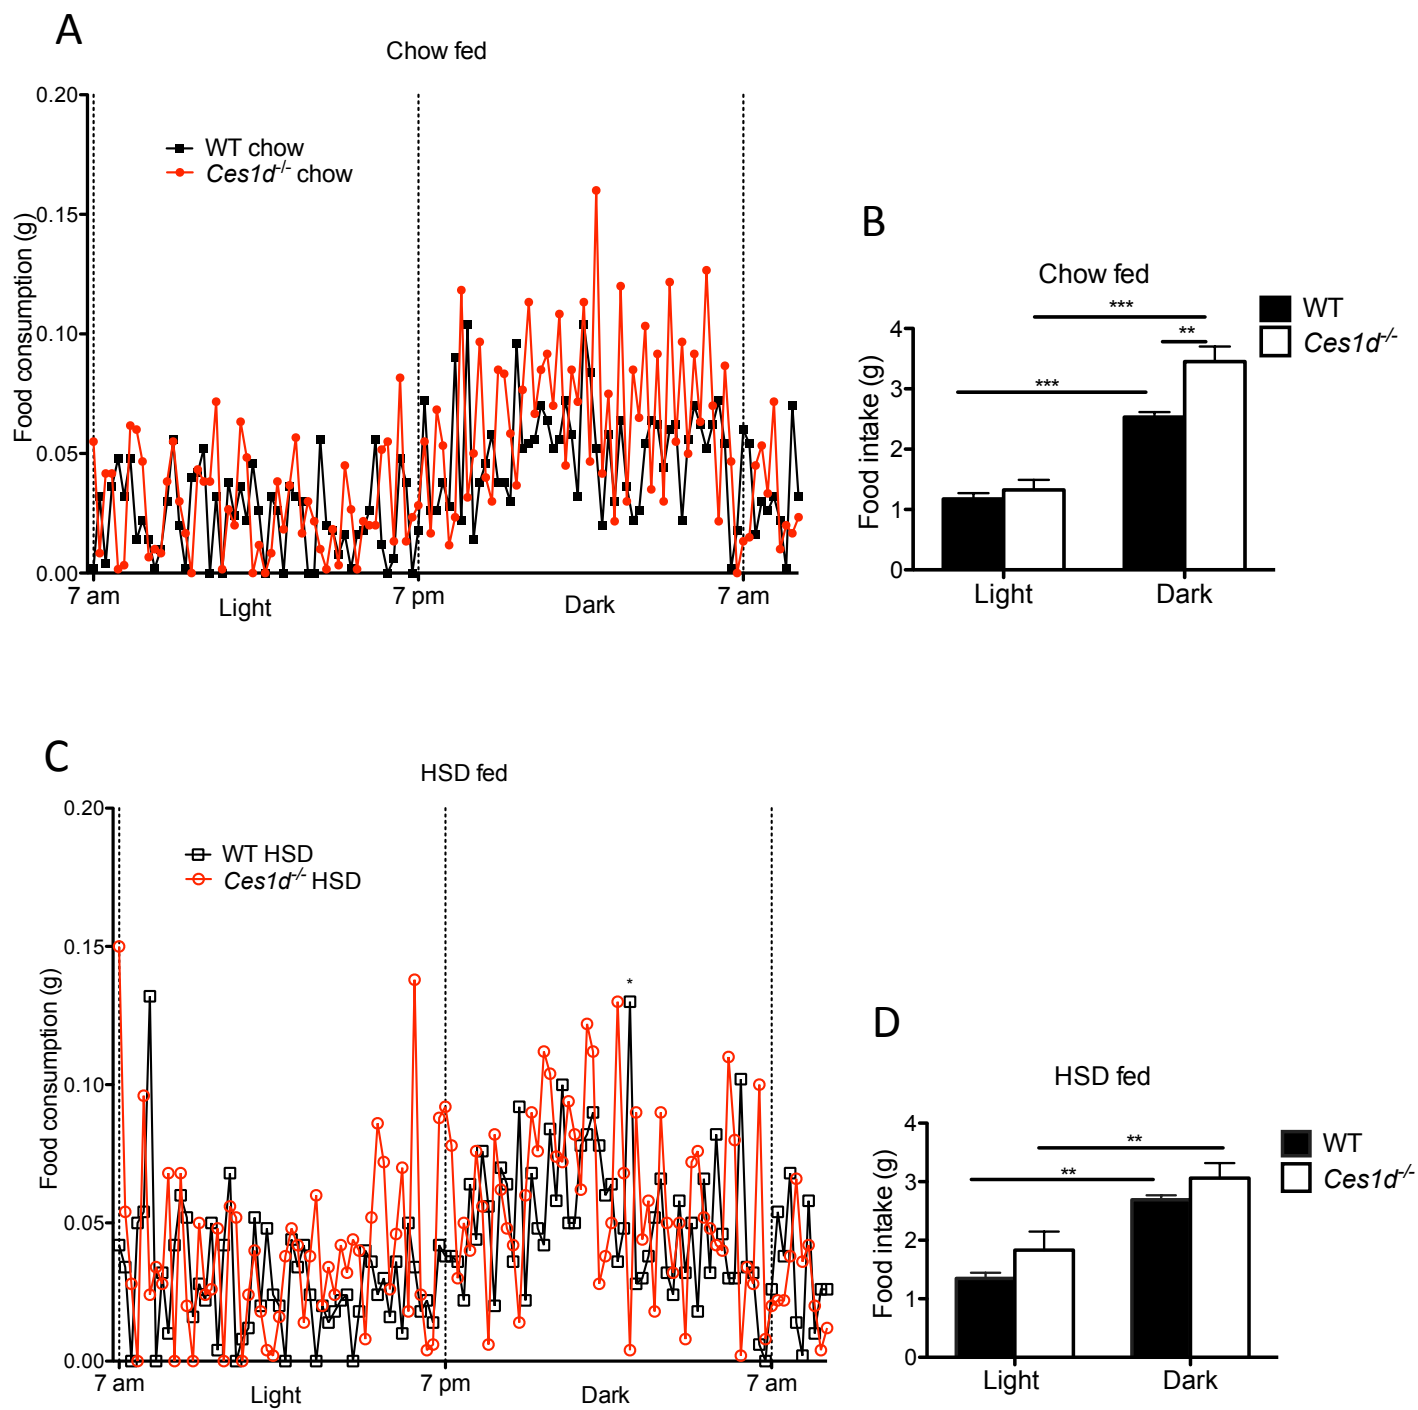 A
Chow fed
0.20
0.15
0.10
0.05
0.00
Food consumption (g)
WT chow
Ces1d-/- chow
7 am
Light
7 pm
Dark
7 am
B
Chow fed
***
**
***
WT
Ces1d-/-
4
3
2
1
0
Food intake (g)
Light
Dark
C
HSD fed
0.20
0.15
0.10
0.05
0.00
Food consumption (g)
WT HSD
Ces1d-/- HSD
*
7 am
Light
7 pm
Dark
7 am
D
HSD fed
**
**
WT
Ces1d-/-
4
3
2
1
0
Food intake (g)
Light
Dark